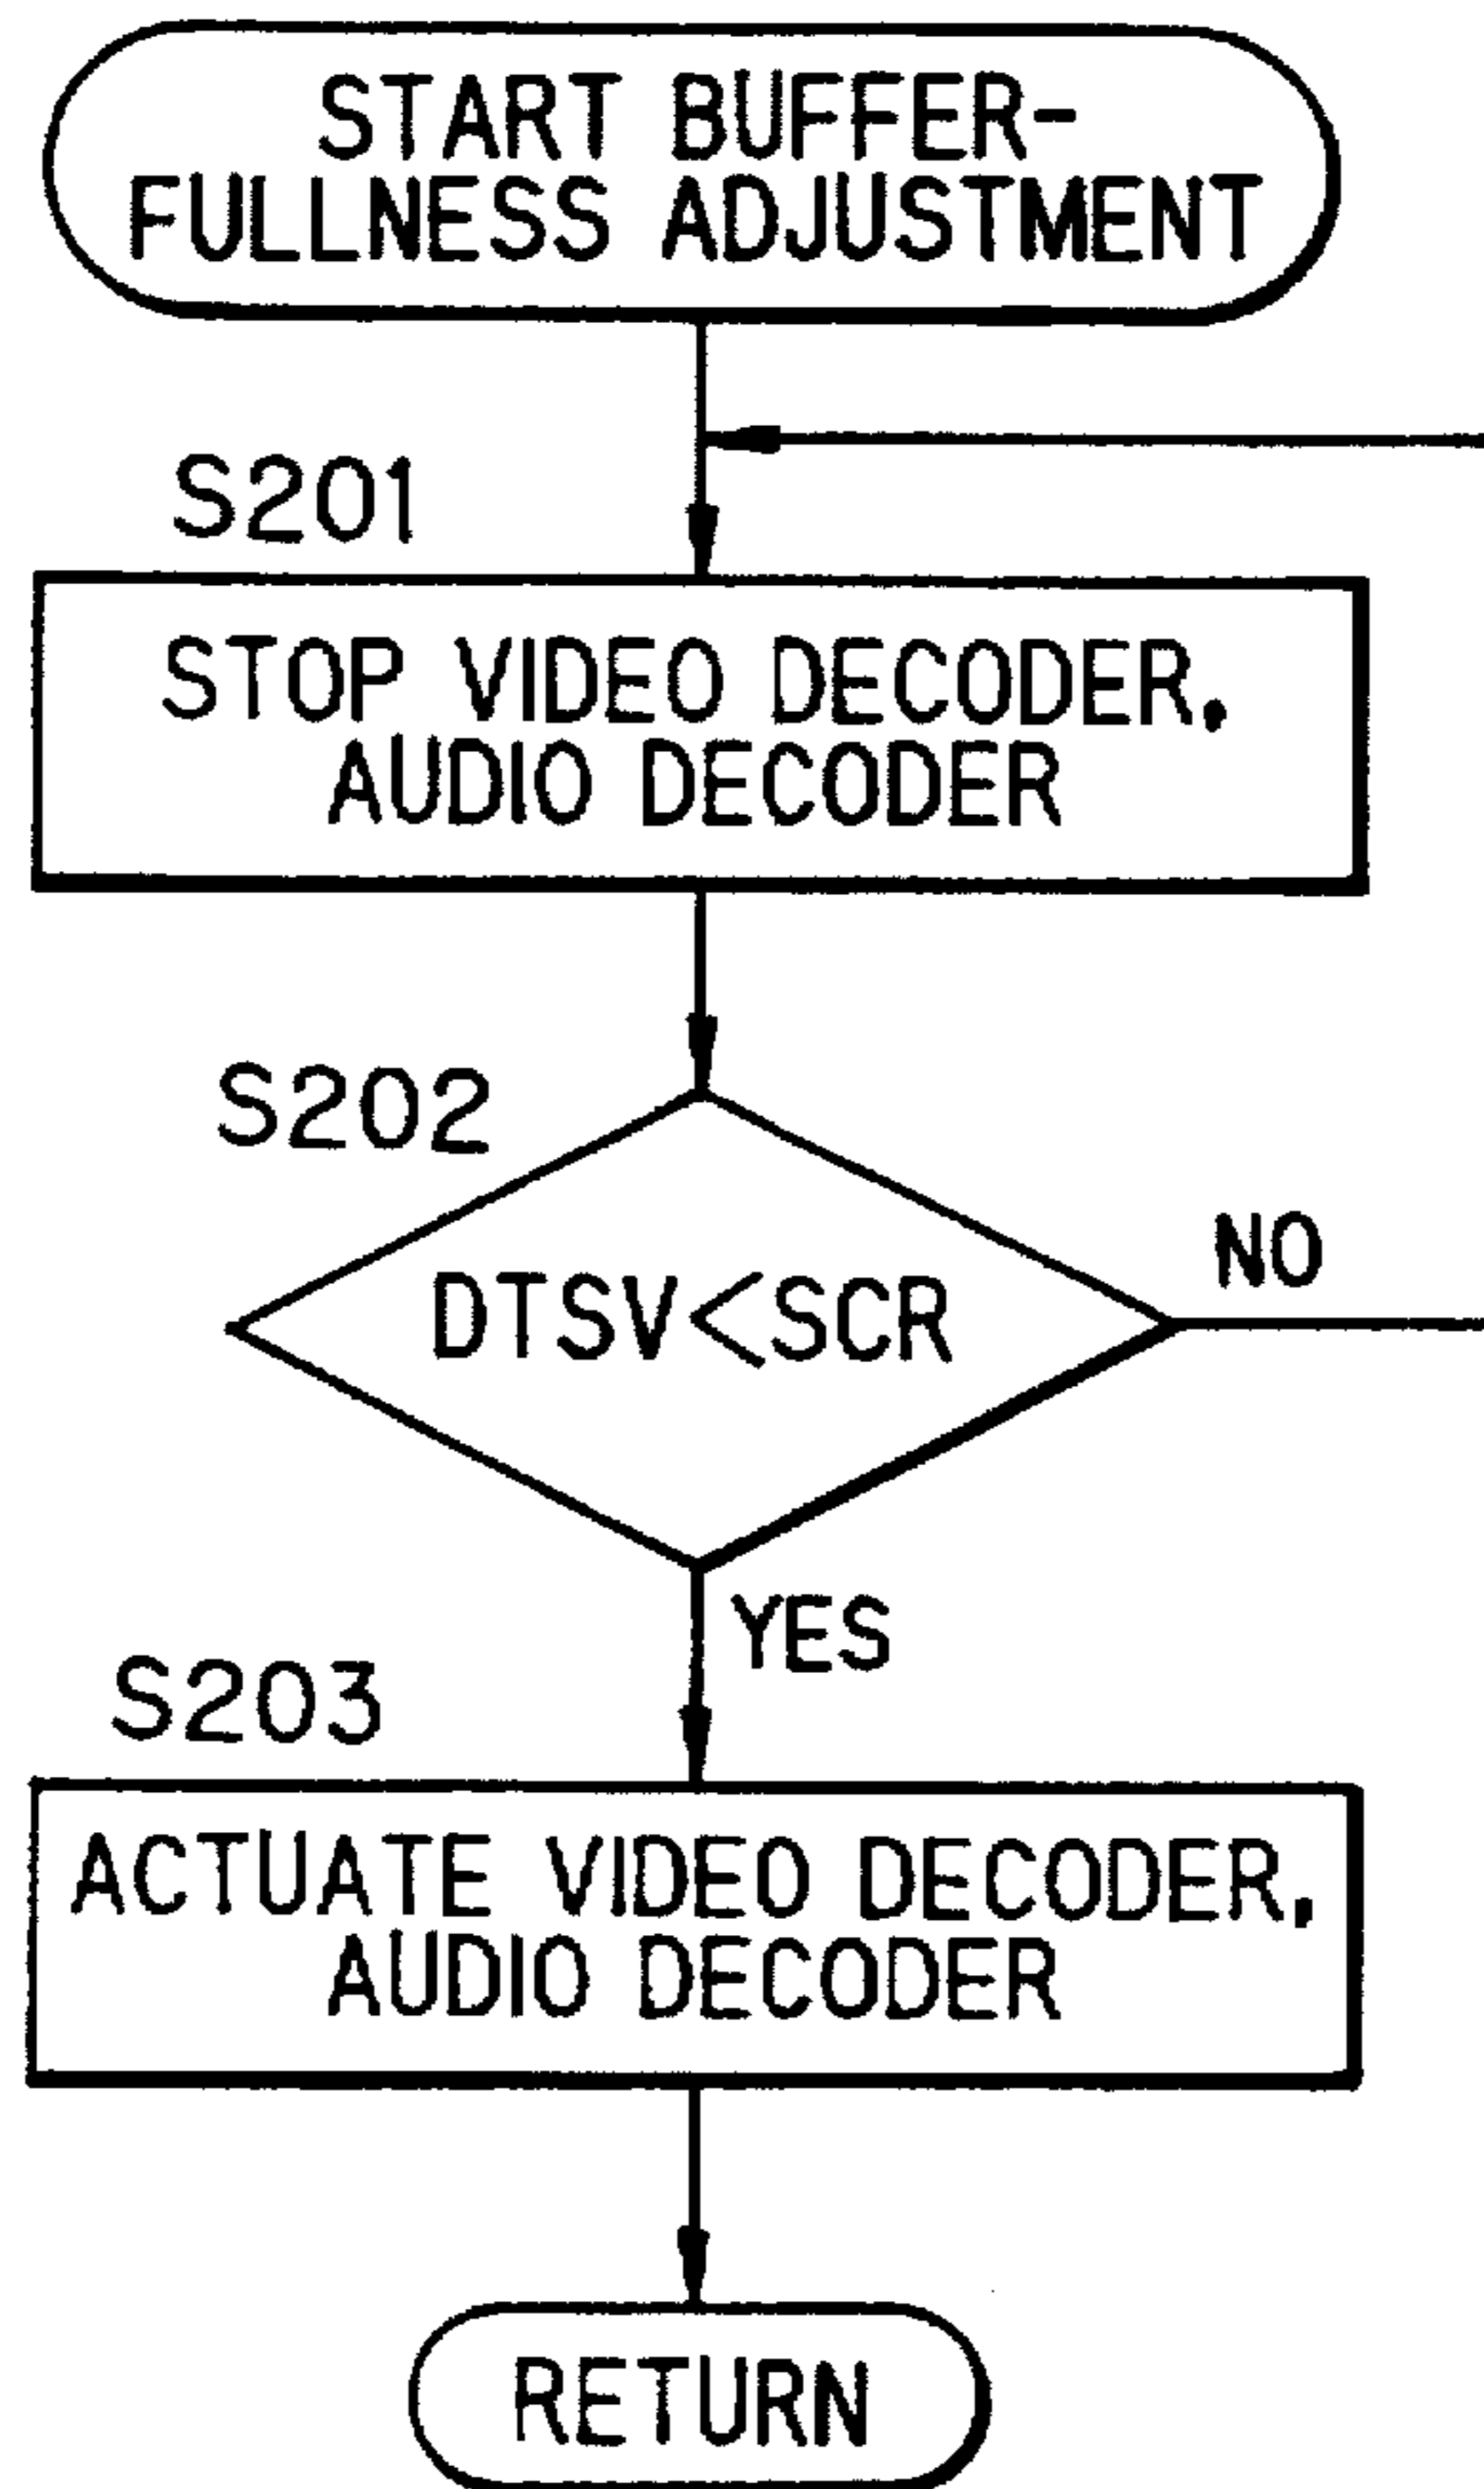 START BUFFER-
FULLNESS ADJUSTMENT
S201
STOP VIDEO DECODER,
AUDIO DECODER
S202
DTSV<SCR
NO
YES
S203
ACTUATE VIDEO DECODER,
AUDIO DECODER
RETURN